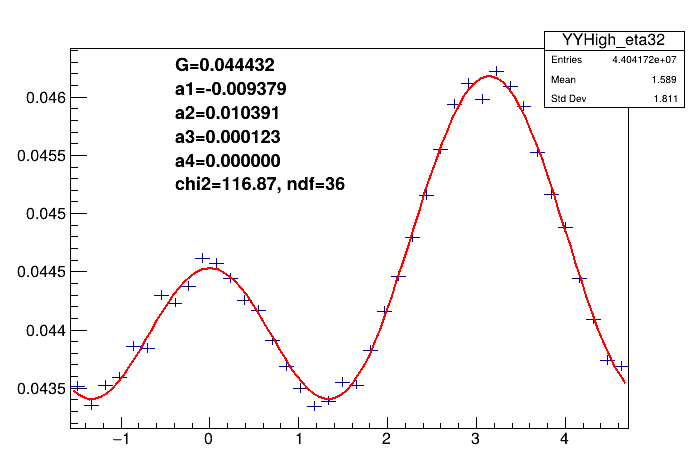 YYHigh_eta32
Entries 4.404172e+07
Mean 1.589
Std Dev 1.811
G=0.044432
a1=-0.009379
a2=0.010391
a3=0.000123
a4=0.000000
chi2=116.87, ndf=36
0.046
0.0455
0.045
0.0445
0.044
0.0435
−1 0 1 2 3 4